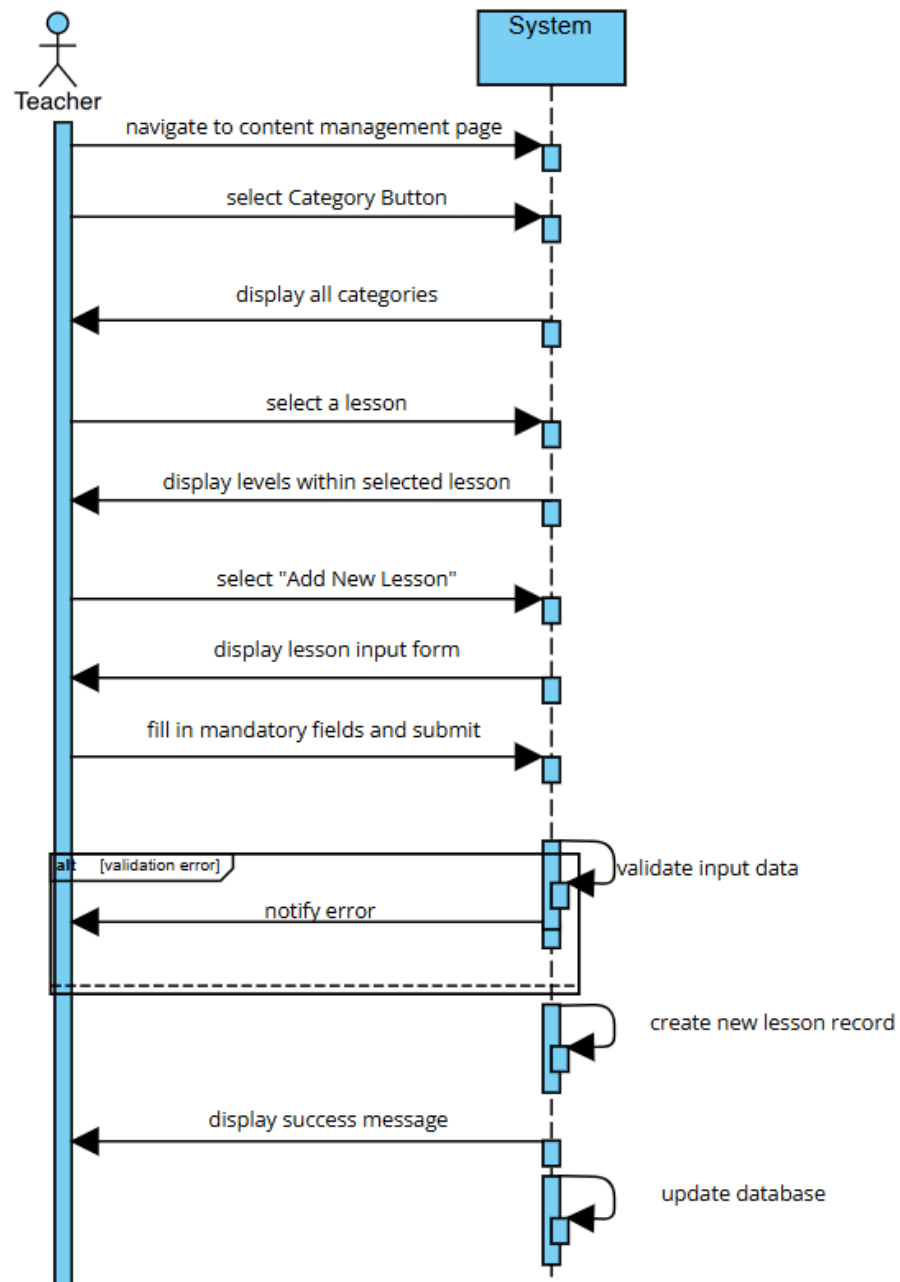 System
Teacher
navigate to content management page
select Category Button
display all categories
select a lesson
display levels within selected lesson
select "Add New Lesson"
display lesson input form
fill in mandatory fields and submit
alt [validation error]
validate input data
notify error
create new lesson record
display success message
update database